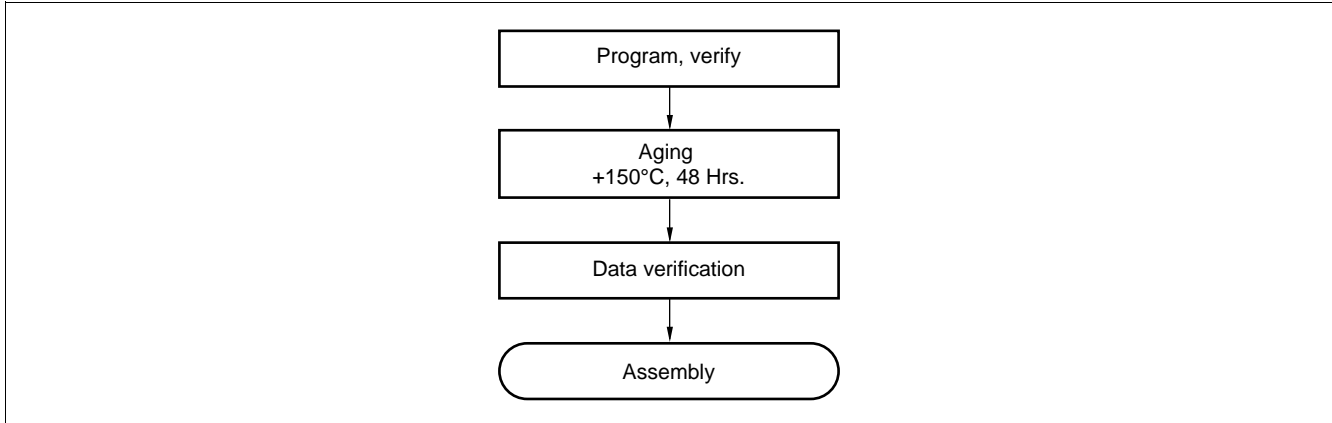 Program, verify
Aging
+150°C, 48 Hrs.
Data verification
Assembly